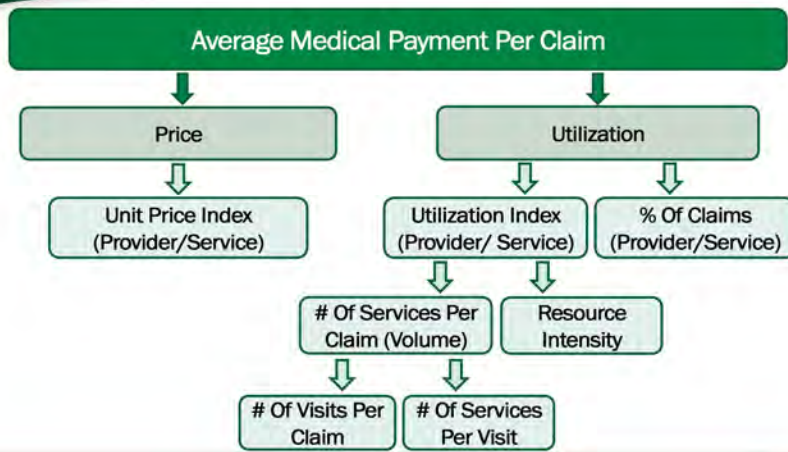 Average Medical Payment Per Claim
Price
Utilization
Unit Price Index
(Provider/Service)
Utilization Index
(Provider/ Service)
% Of Claims
(Provider/Service)
# Of Services Per
Claim (Volume)
Resource
Intensity
# Of Visits Per
Claim
# Of Services
Per Visit